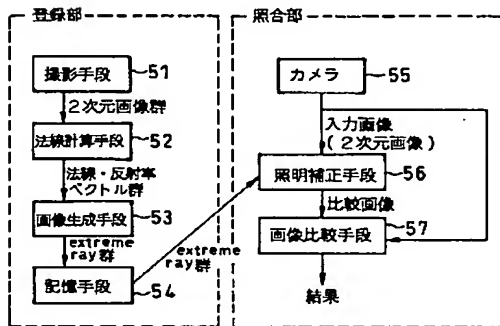 登録部
撮影手段
51
2次元画像群
法線計算手段
52
法線・反射率
ベクトル群
画像生成手段
53
extreme
ray群
記憶手段
54
extreme
ray群
照合部
カメラ
55
入力画像
(2次元画像)
照明補正手段
56
比較画像
57
画像比較手段
結果